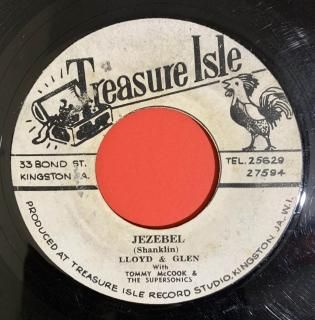 Treasure Isle
33 BOND ST.
KINGSTON JA.
TEL. 25629
27594
JEZEBEL
(Shanklin)
LLOYD & GLEN
With
TOMMY McCOOK &
THE SUPERSONICS
PRODUCED AT TREASURE ISLE RECORD STUDIO, KINGSTON, JA. W.I.